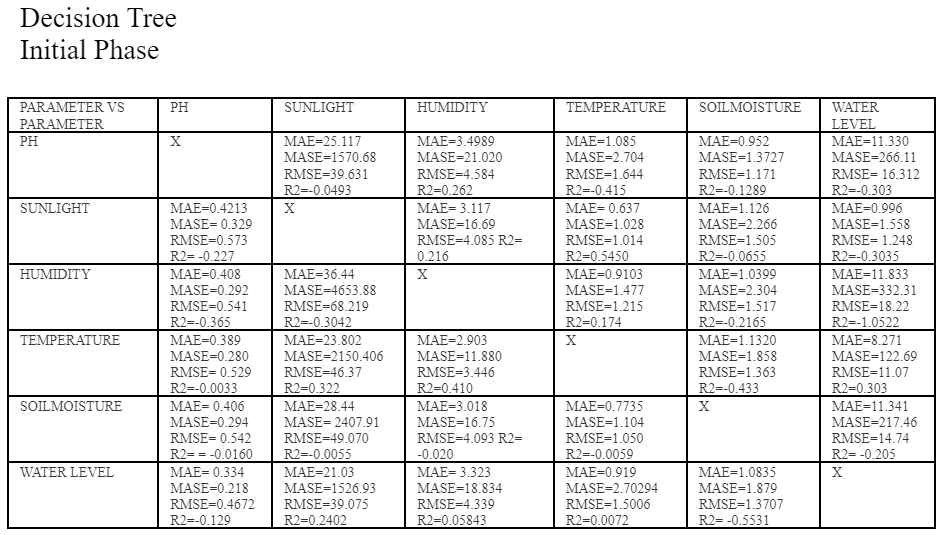 Decision Tree
Initial Phase
PARAMETER VS
PARAMETER
PH
SUNLIGHT
HUMIDITY
TEMPERATURE
SOILMOISTURE
WATER
LEVEL
PH
X
MAE=25.117
MASE=1570.68
RMSE=39.631
R2=-0.0493
MAE=3.4989
MASE=21.020
RMSE=4.584
R2=0.262
MAE=1.085
MASE=2.704
RMSE=1.644
R2=-0.415
MAE=0.952
MASE=1.3727
RMSE=1.171
R2=-0.1289
MAE=11.330
MASE=266.11
RMSE= 16.312
R2=-0.303
SUNLIGHT
MAE=0.4213
MASE= 0.329
RMSE=0.573
R2= -0.227
X
MAE= 3.117
MASE=16.69
RMSE=4.085 R2=
0.216
MAE= 0.637
MASE=1.028
RMSE=1.014
R2=0.5450
MAE=1.126
MASE=2.266
RMSE=1.505
R2=-0.0655
MAE=0.996
MASE=1.558
RMSE= 1.248
R2=-0.3035
HUMIDITY
MAE=0.408
MASE=0.292
RMSE=0.541
R2=-0.365
MAE=36.44
MASE=4653.88
RMSE=68.219
R2=-0.3042
X
MAE=0.9103
MASE=1.477
RMSE=1.215
R2=0.174
MAE=1.0399
MASE=2.304
RMSE=1.517
R2=-0.2165
MAE=11.833
MASE=332.31
RMSE=18.22
R2=-1.0522
TEMPERATURE
MAE=0.389
MASE=0.280
RMSE= 0.529
R2=-0.0033
MAE=23.802
MASE=2150.406
RMSE=46.37
R2=0.322
MAE=2.903
MASE=11.880
RMSE=3.446
R2=0.410
X
MAE=1.1320
MASE=1.858
RMSE=1.363
R2=-0.433
MAE=8.271
MASE=122.69
RMSE=11.07
R2=0.303
SOILMOISTURE
MAE= 0.406
MASE=0.294
RMSE= 0.542
R2= = -0.0160
MAE=28.44
MASE= 2407.91
RMSE=49.070
R2=-0.0055
MAE=3.018
MASE=16.75
RMSE=4.093 R2=
-0.020
MAE=0.7735
MASE=1.104
RMSE=1.050
R2=-0.0059
X
MAE=11.341
MASE=217.46
RMSE=14.74
R2= -0.205
WATER LEVEL
MAE= 0.334
MASE=0.218
RMSE=0.4672
R2=-0.129
MAE=21.03
MASE=1526.93
RMSE=39.075
R2=0.2402
MAE= 3.323
MASE=18.834
RMSE=4.339
R2=0.05843
MAE=0.919
MASE=2.70294
RMSE=1.5006
R2=0.0072
MAE=1.0835
MASE=1.879
RMSE=1.3707
R2= -0.5531
X